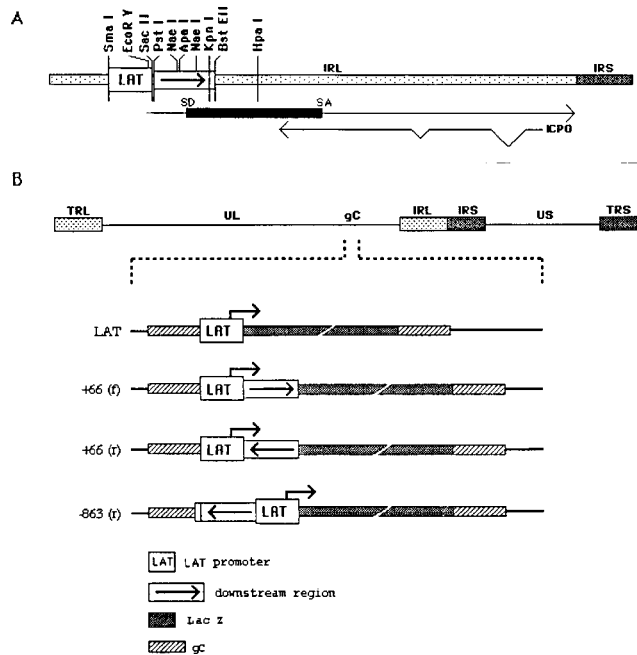 A
Sma I
EcoR V
Sac II
Pst I
Nae I
Apa I
Nae I
Kpn I
Bst EII
Hpa I
LAT
IRL
IRS
SD
SA
ICP0
B
TRL
UL
gC
IRL
IRS
US
TRS
LAT
LAT
+66 (f)
LAT
+66 (r)
LAT
-863 (r)
LAT
LAT LAT promoter
downstream region
Lac Z
gC